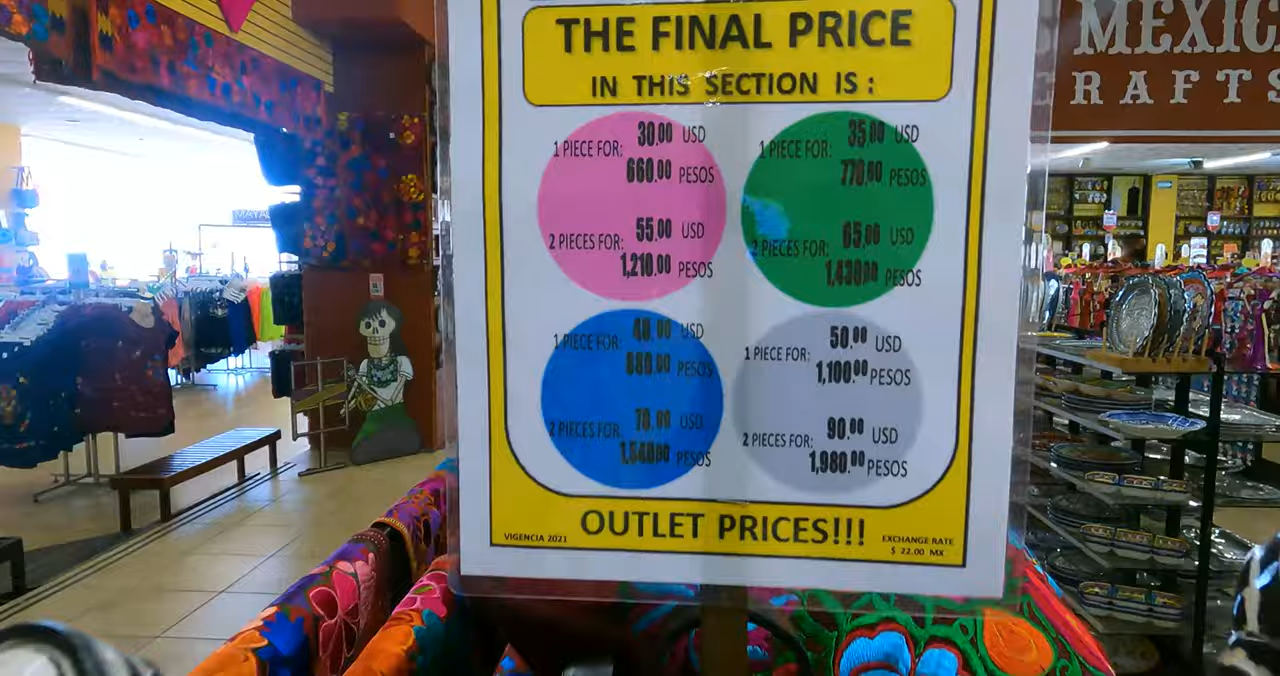 THE FINAL PRICE
IN THIS SECTION IS :
1 PIECE FOR: 30.00 USD
660.00 PESOS
2 PIECES FOR: 55.00 USD
1,210.00 PESOS
1 PIECE FOR: 35.00 USD
770.00 PESOS
2 PIECES FOR: 65.00 USD
1,430.00 PESOS
1 PIECE FOR: 40.00 USD
880.00 PESOS
2 PIECES FOR: 70.00 USD
1,540.00 PESOS
1 PIECE FOR: 50.00 USD
1,100.00 PESOS
2 PIECES FOR: 90.00 USD
1,980.00 PESOS
OUTLET PRICES!!!
VIGENCIA 2021
EXCHANGE RATE
$ 22.00 MX
MEXIC
RAFTS
MAYA